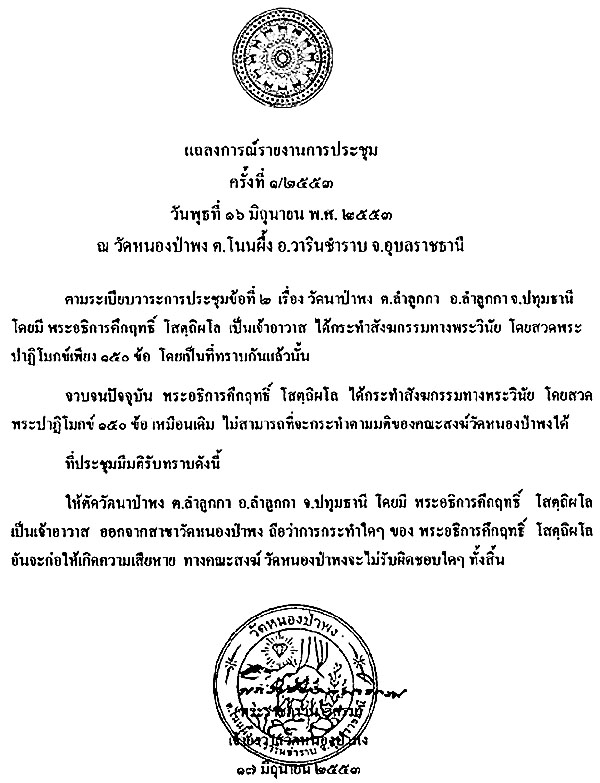 แถลงการณ์รายงานการประชุม
ครั้งที่ ๑/๒๕๕๓
วันพุธที่ ๑๖ มิถุนายน พ.ศ. ๒๕๕๓
ณ วัดหนองป่าพง ต.โนนผึ้ง อ.วารินชำราบ จ.อุบลราชธานี
ตามระเบียบวาระการประชุมข้อที่ ๒ เรื่อง วัดนาป่าพง ต.ลำลูกกา อ.ลำลูกกา จ.ปทุมธานี
โดยมี พระอธิการคึกฤทธิ์ โสตฺถิผโล เป็นเจ้าอาวาส ได้กระทำสังฆกรรมทางพระวินัย โดยสวดพระ
ปาฏิโมกข์เพียง ๑๕๐ ข้อ โดยเป็นที่ทราบกันแล้วนั้น
จวบจนปัจจุบัน พระอธิการคึกฤทธิ์ โสตฺถิผโล ได้กระทำสังฆกรรมทางพระวินัย โดยสวด
พระปาฏิโมกข์ ๑๕๐ ข้อ เหมือนเดิม ไม่สามารถที่จะกระทำตามมติของคณะสงฆ์วัดหนองป่าพงได้
ที่ประชุมมีมติรับทราบดังนี้
ให้ตัดวัดนาป่าพง ต.ลำลูกกา อ.ลำลูกกา จ.ปทุมธานี โดยมี พระอธิการคึกฤทธิ์ โสตฺถิผโล
เป็นเจ้าอาวาส ออกจากสาขาวัดหนองป่าพง ถือว่าการกระทำใดๆ ของ พระอธิการคึกฤทธิ์ โสตฺถิผโล
อันจะก่อให้เกิดความเสียหาย ทางคณะสงฆ์ วัดหนองป่าพงจะไม่รับผิดชอบใดๆ ทั้งสิ้น
วัดหนองป่าพง
เจ้าอาวาสวัดหนองป่าพง
๑๗ มิถุนายน ๒๕๕๓